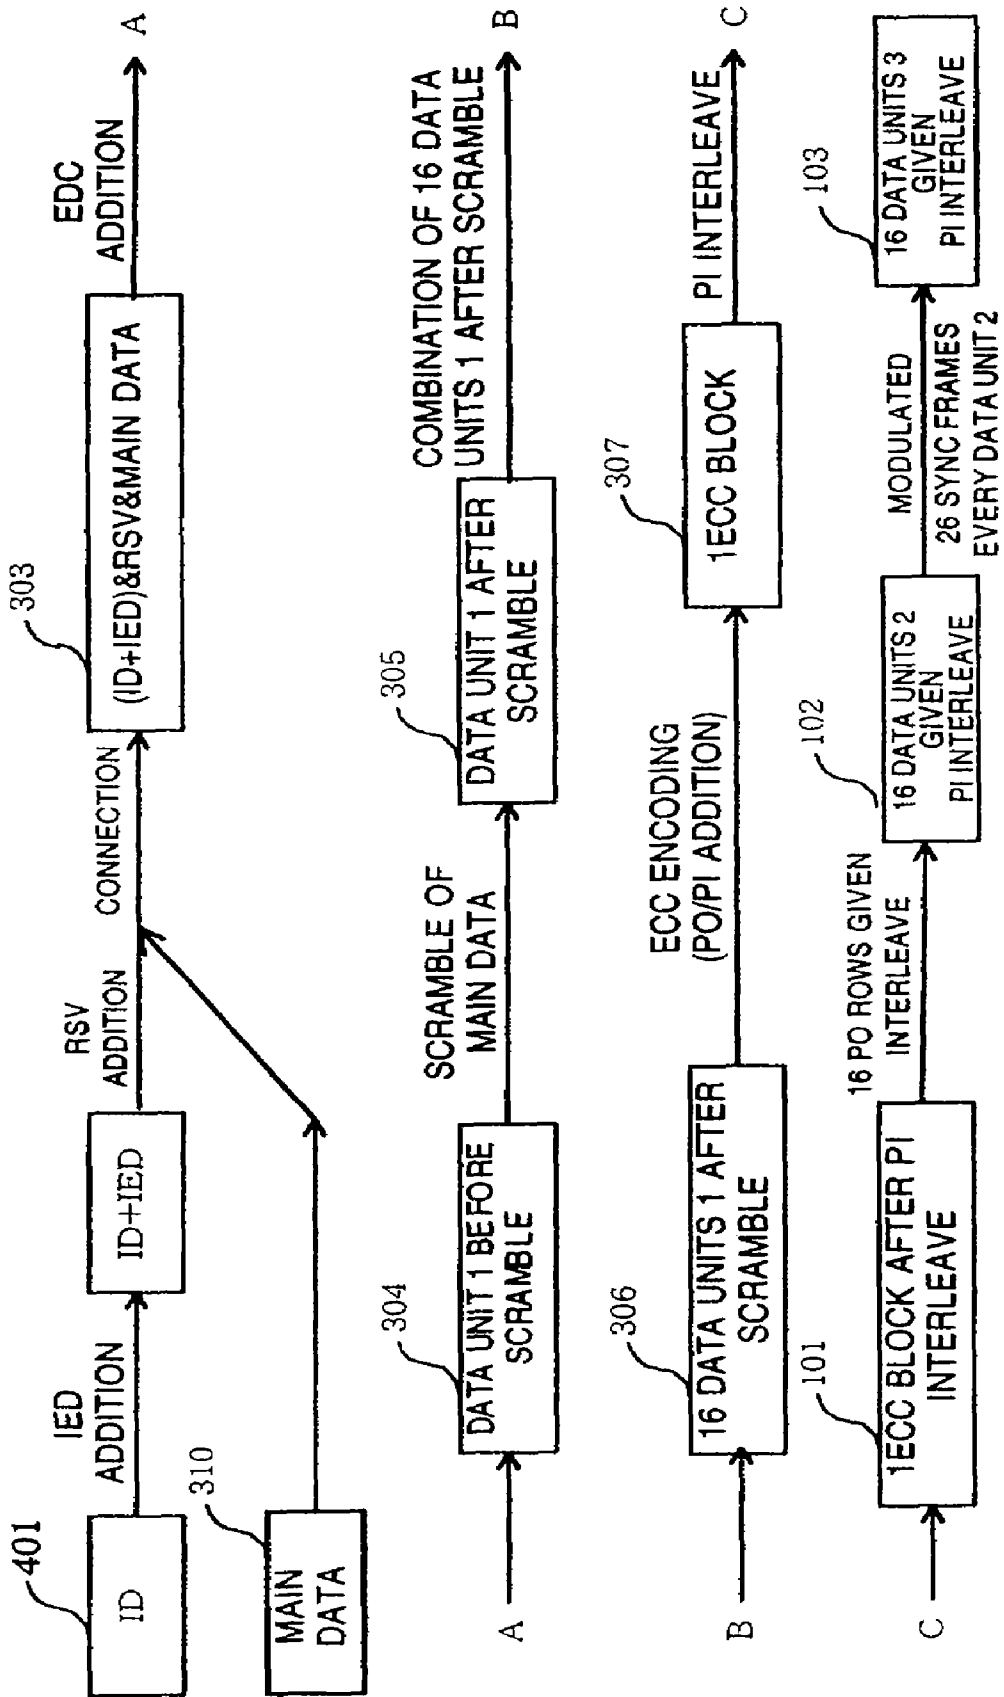 401
ID
IED
ADDITION
ID+IED
RSV
ADDITION
CONNECTION
303
(ID+IED)&RSV&MAIN DATA
EDC
ADDITION
A
310
MAIN
DATA
A
304
DATA UNIT 1 BEFORE
SCRAMBLE
SCRAMBLE OF
MAIN DATA
305
DATA UNIT 1 AFTER
SCRAMBLE
COMBINATION OF 16 DATA
UNITS 1 AFTER SCRAMBLE
B
B
306
16 DATA UNITS 1 AFTER
SCRAMBLE
ECC ENCODING
(PO/PI ADDITION)
307
1ECC BLOCK
PI INTERLEAVE
C
C
101
1ECC BLOCK AFTER PI
INTERLEAVE
16 PO ROWS GIVEN
INTERLEAVE
102
16 DATA UNITS 2
GIVEN
PI INTERLEAVE
MODULATED
26 SYNC FRAMES
EVERY DATA UNIT 2
103
16 DATA UNITS 3
GIVEN
PI INTERLEAVE